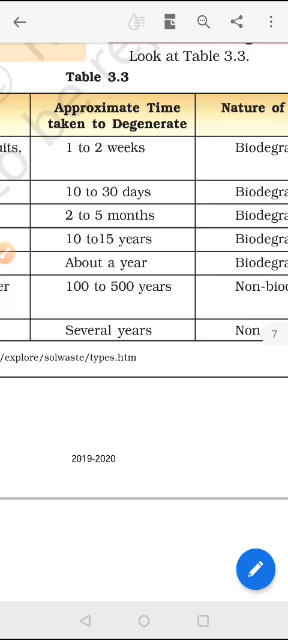 Look at Table 3.3.
Table 3.3
Approximate Time taken to Degenerate Nature of
uits, 1 to 2 weeks Biodegra
10 to 30 days Biodegra
2 to 5 months Biodegra
10 to15 years Biodegra
About a year Biodegra
er 100 to 500 years Non-biod
Several years Non 7
/explore/solwaste/types.htm
2019-2020